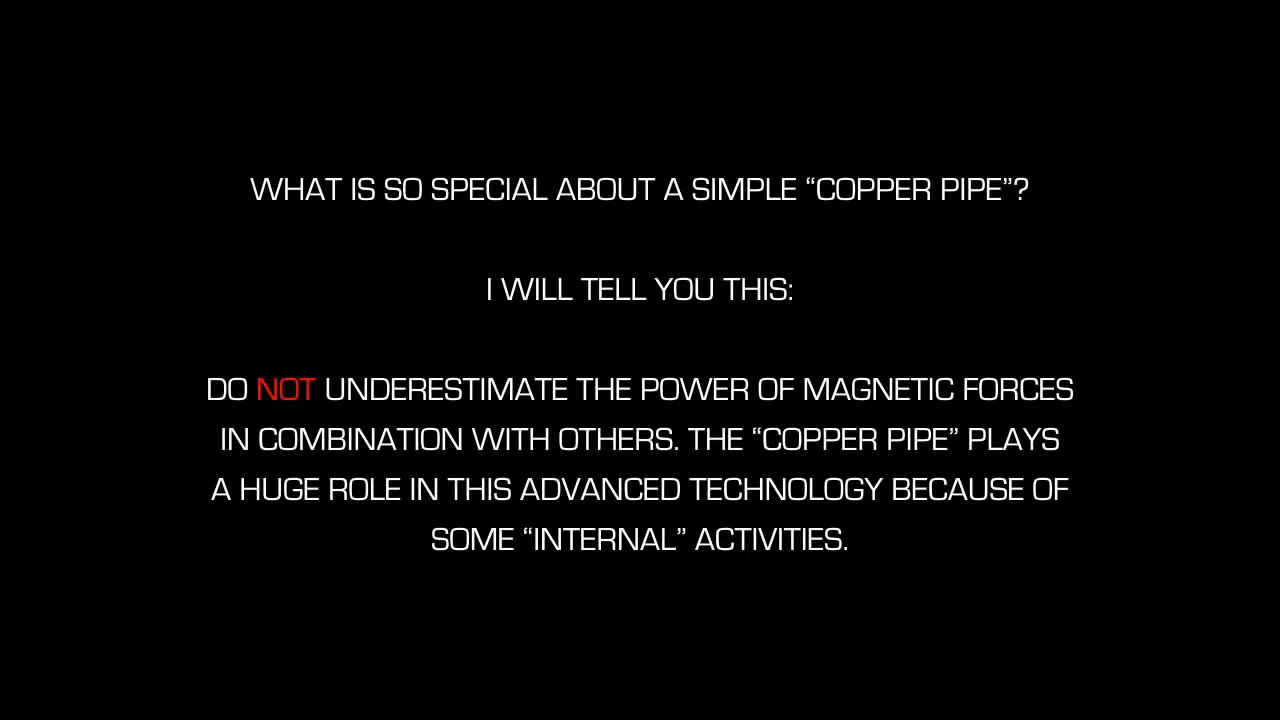 WHAT IS SO SPECIAL ABOUT A SIMPLE “COPPER PIPE”?
I WILL TELL YOU THIS:
DO NOT UNDERESTIMATE THE POWER OF MAGNETIC FORCES
IN COMBINATION WITH OTHERS. THE “COPPER PIPE” PLAYS
A HUGE ROLE IN THIS ADVANCED TECHNOLOGY BECAUSE OF
SOME “INTERNAL” ACTIVITIES.